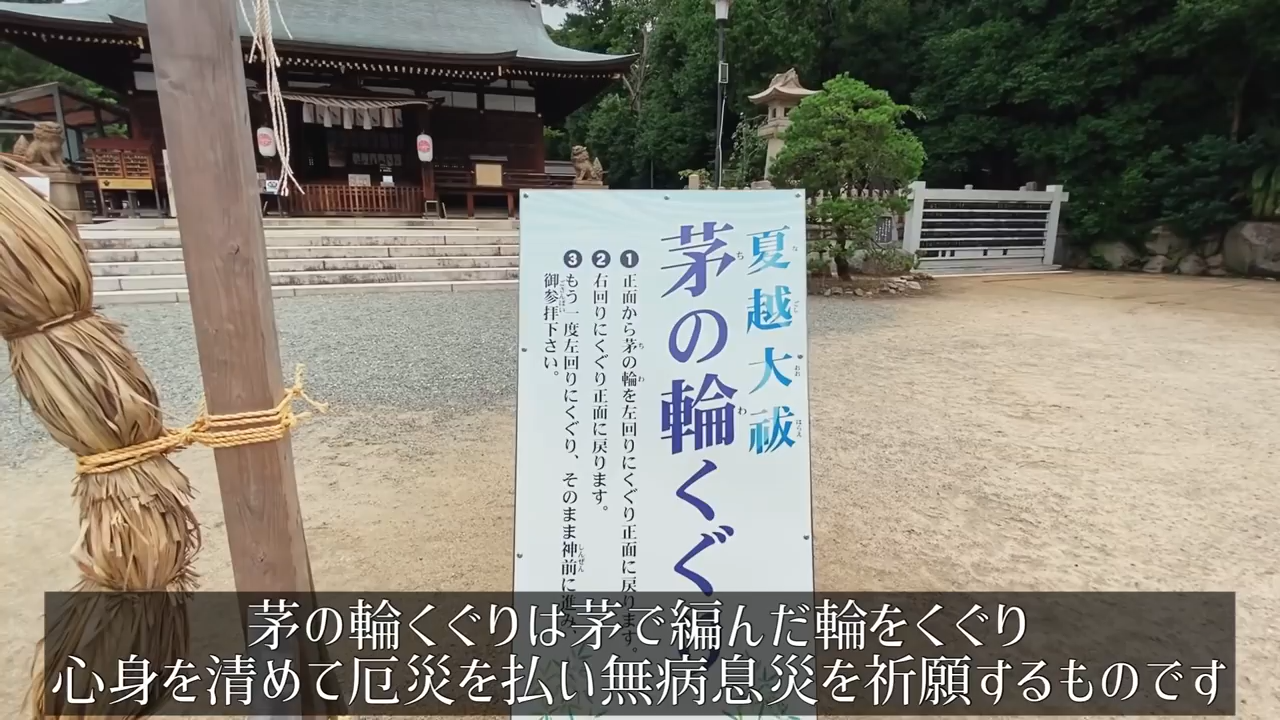 夏越大祓
茅の輪くぐり
❶正面から茅の輪を左回りにくぐり正面に戻ります。
❷右回りにくぐり正面に戻ります。
❸もう一度左回りにくぐり、そのまま神前に進み
御参拝下さい。
茅の輪くぐりは茅で編んだ輪をくぐり
心身を清めて厄災を払い無病息災を祈願するものです